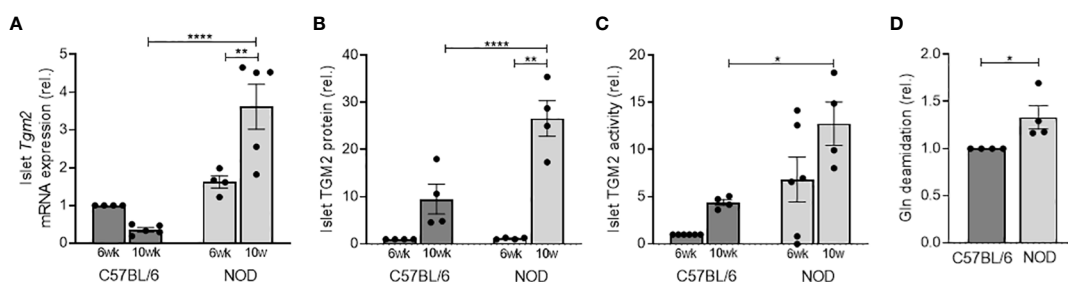 A
Islet Tgm2
mRNA expression (rel.)
5
4
3
2
1
0
****
**
6wk 10wk 6wk 10w
C57BL/6 NOD
B
Islet TGM2 protein (rel.)
40
30
20
10
0
****
**
6wk 10wk 6wk 10w
C57BL/6 NOD
C
Islet TGM2 activity (rel.)
20
15
10
5
0
*
6wk 10wk 6wk 10w
C57BL/6 NOD
D
Gln deamidation (rel.)
2.0
1.5
1.0
0.5
0.0
*
C57BL/6 NOD